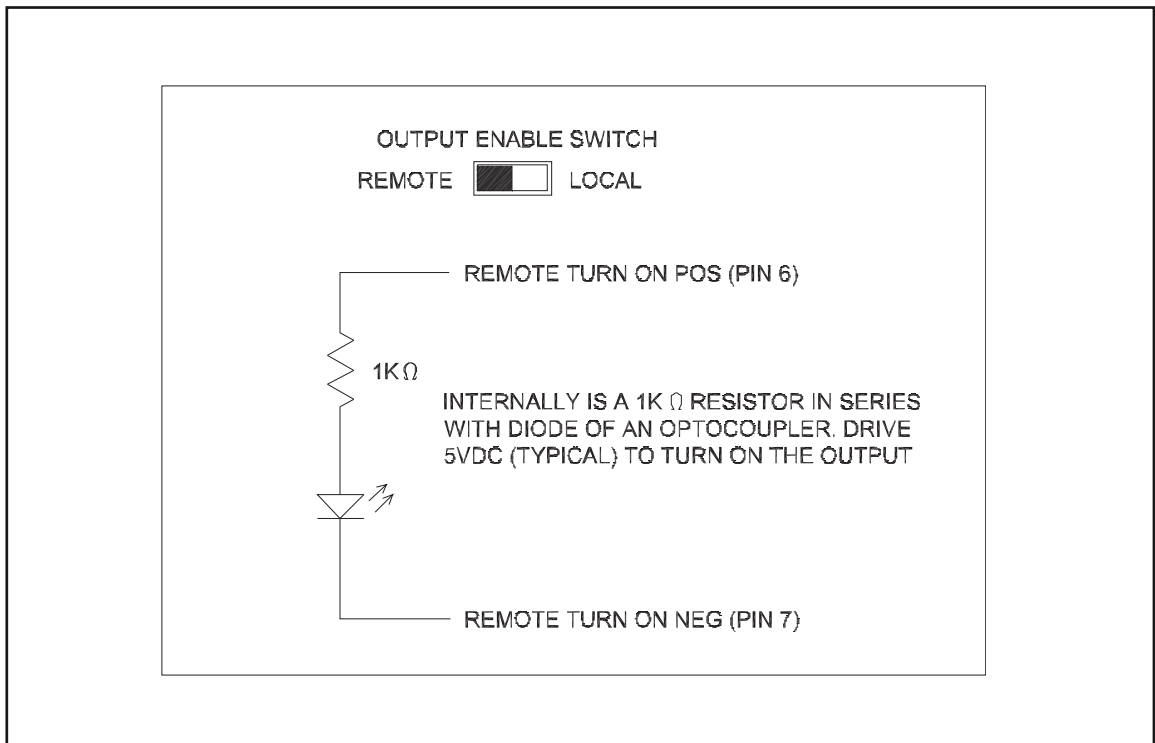 OUTPUT ENABLE SWITCH
REMOTE LOCAL
REMOTE TURN ON POS (PIN 6)
1K Ω
INTERNALLY IS A 1K Ω RESISTOR IN SERIES
WITH DIODE OF AN OPTOCOUPLER. DRIVE
5VDC (TYPICAL) TO TURN ON THE OUTPUT
REMOTE TURN ON NEG (PIN 7)